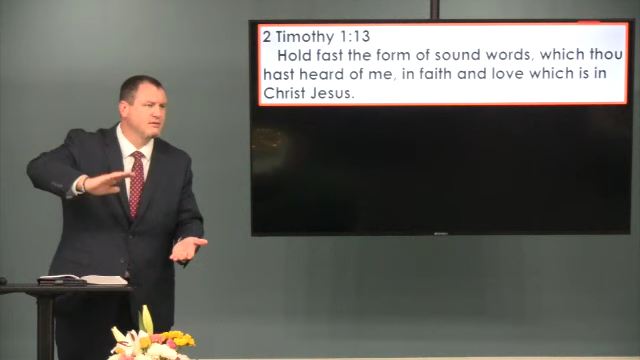 2 Timothy 1:13
Hold fast the form of sound words, which thou
hast heard of me, in faith and love which is in
Christ Jesus.